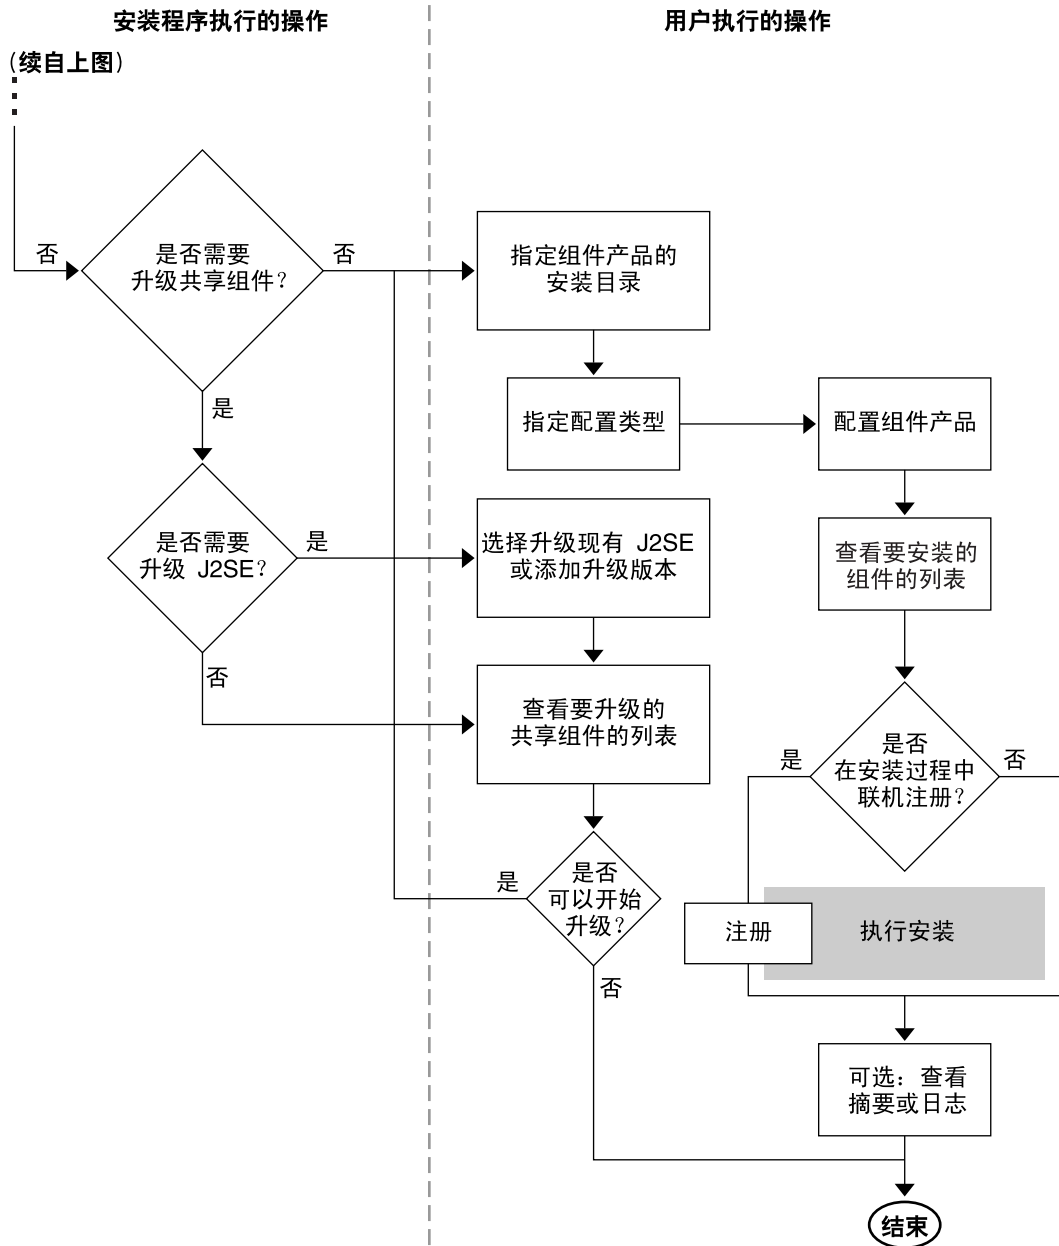 安装程序执行的操作
用户执行的操作
（续自上图）
否
是否需要
升级共享组件？
否
指定组件产品的
安装目录
是
指定配置类型
配置组件产品
是否需要
升级 J2SE？
是
选择升级现有 J2SE
或添加升级版本
查看要安装的
组件的列表
否
查看要升级的
共享组件的列表
是
是否
在安装过程中
联机注册？
否
是
是否
可以开始
升级？
注册
执行安装
否
可选：查看
摘要或日志
结束